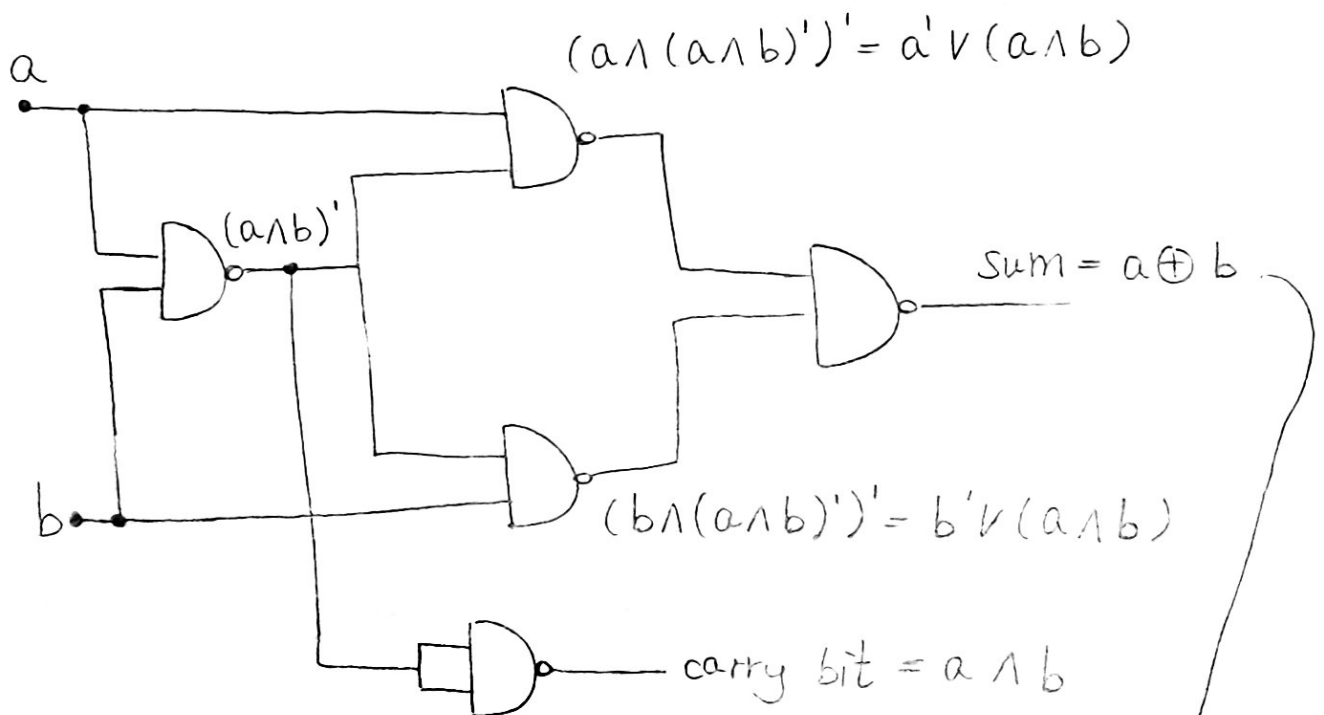 (a∧(a∧b)')' = a' ∨ (a∧b)
a
(a∧b)'
sum = a ⊕ b
b
(b∧(a∧b)')' = b' ∨ (a∧b)
carry bit = a ∧ b